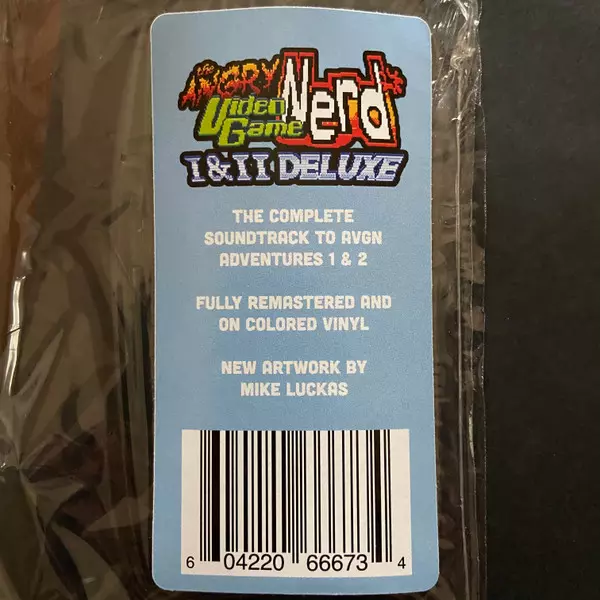 the
ANGRY
Video
Game
Nerd
I & II DELUXE
THE COMPLETE
SOUNDTRACK TO AVGN
ADVENTURES 1 & 2
FULLY REMASTERED AND
ON COLORED VINYL
NEW ARTWORK BY
MIKE LUCKAS
6 04220 66673 4